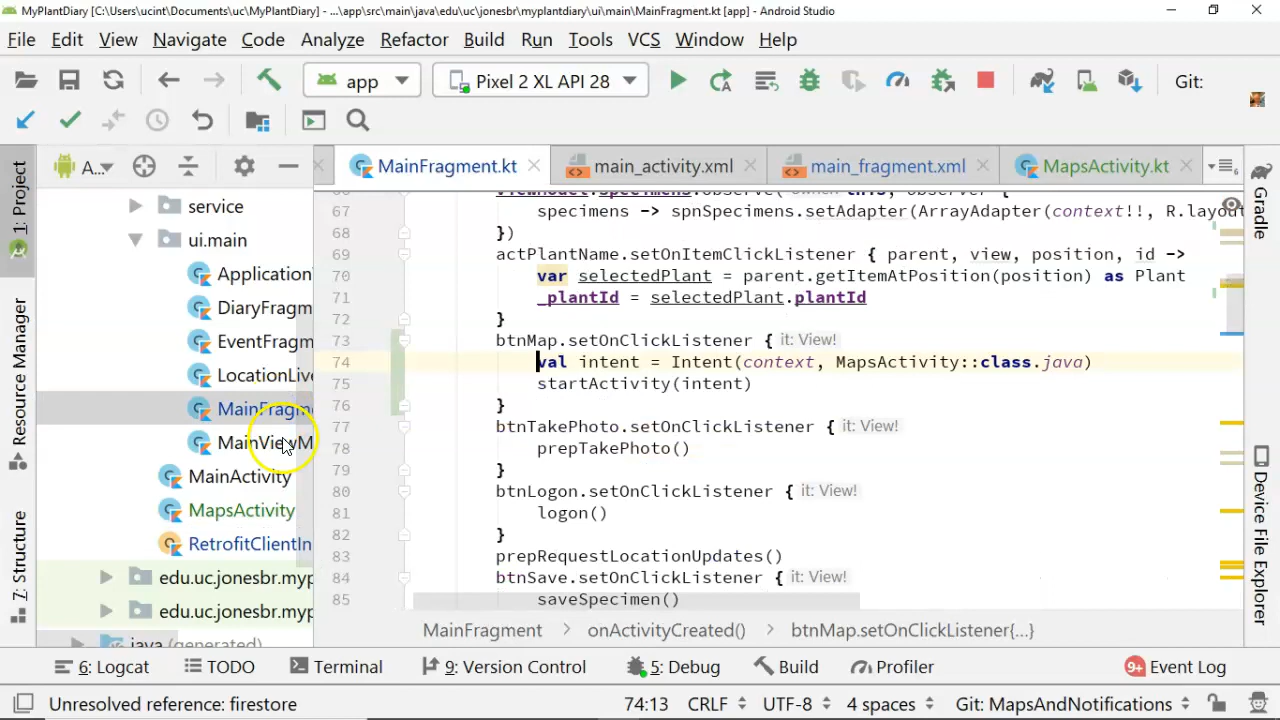 MyPlantDiary [C:\Users\ucint\Documents\uc\MyPlantDiary] - ...\app\src\main\java\edu\uc\jonesbr\myplantdiary\ui\main\MainFragment.kt [app] - Android Studio
File Edit View Navigate Code Analyze Refactor Build Run Tools VCS Window Help
app Pixel 2 XL API 28 Git:
1: Project
Resource Manager
7: Structure
A...
service
ui.main
Application
DiaryFragm
EventFragm
LocationLive
MainFragme
MainViewM
MainActivity
MapsActivity
RetrofitClientIn
edu.uc.jonesbr.myp
edu.uc.jonesbr.myp
java (generated)
MainFragment.kt main_activity.xml main_fragment.xml MapsActivity.kt
67 specimens -> spnSpecimens.setAdapter(ArrayAdapter(context!!, R.layou
68 })
69 actPlantName.setOnItemClickListener { parent, view, position, id ->
70 var selectedPlant = parent.getItemAtPosition(position) as Plant
71 _plantId = selectedPlant.plantId
72 }
73 btnMap.setOnClickListener { it: View!
74 val intent = Intent(context, MapsActivity::class.java)
75 startActivity(intent)
76 }
77 btnTakePhoto.setOnClickListener { it: View!
78 prepTakePhoto()
79 }
80 btnLogon.setOnClickListener { it: View!
81 logon()
82 }
83 prepRequestLocationUpdates()
84 btnSave.setOnClickListener { it: View!
85 saveSpecimen()
MainFragment > onActivityCreated() > btnMap.setOnClickListener{...}
Gradle
Device File Explorer
6: Logcat TODO Terminal 9: Version Control 5: Debug Build Profiler 9+ Event Log
Unresolved reference: firestore 74:13 CRLF UTF-8 4 spaces Git: MapsAndNotifications